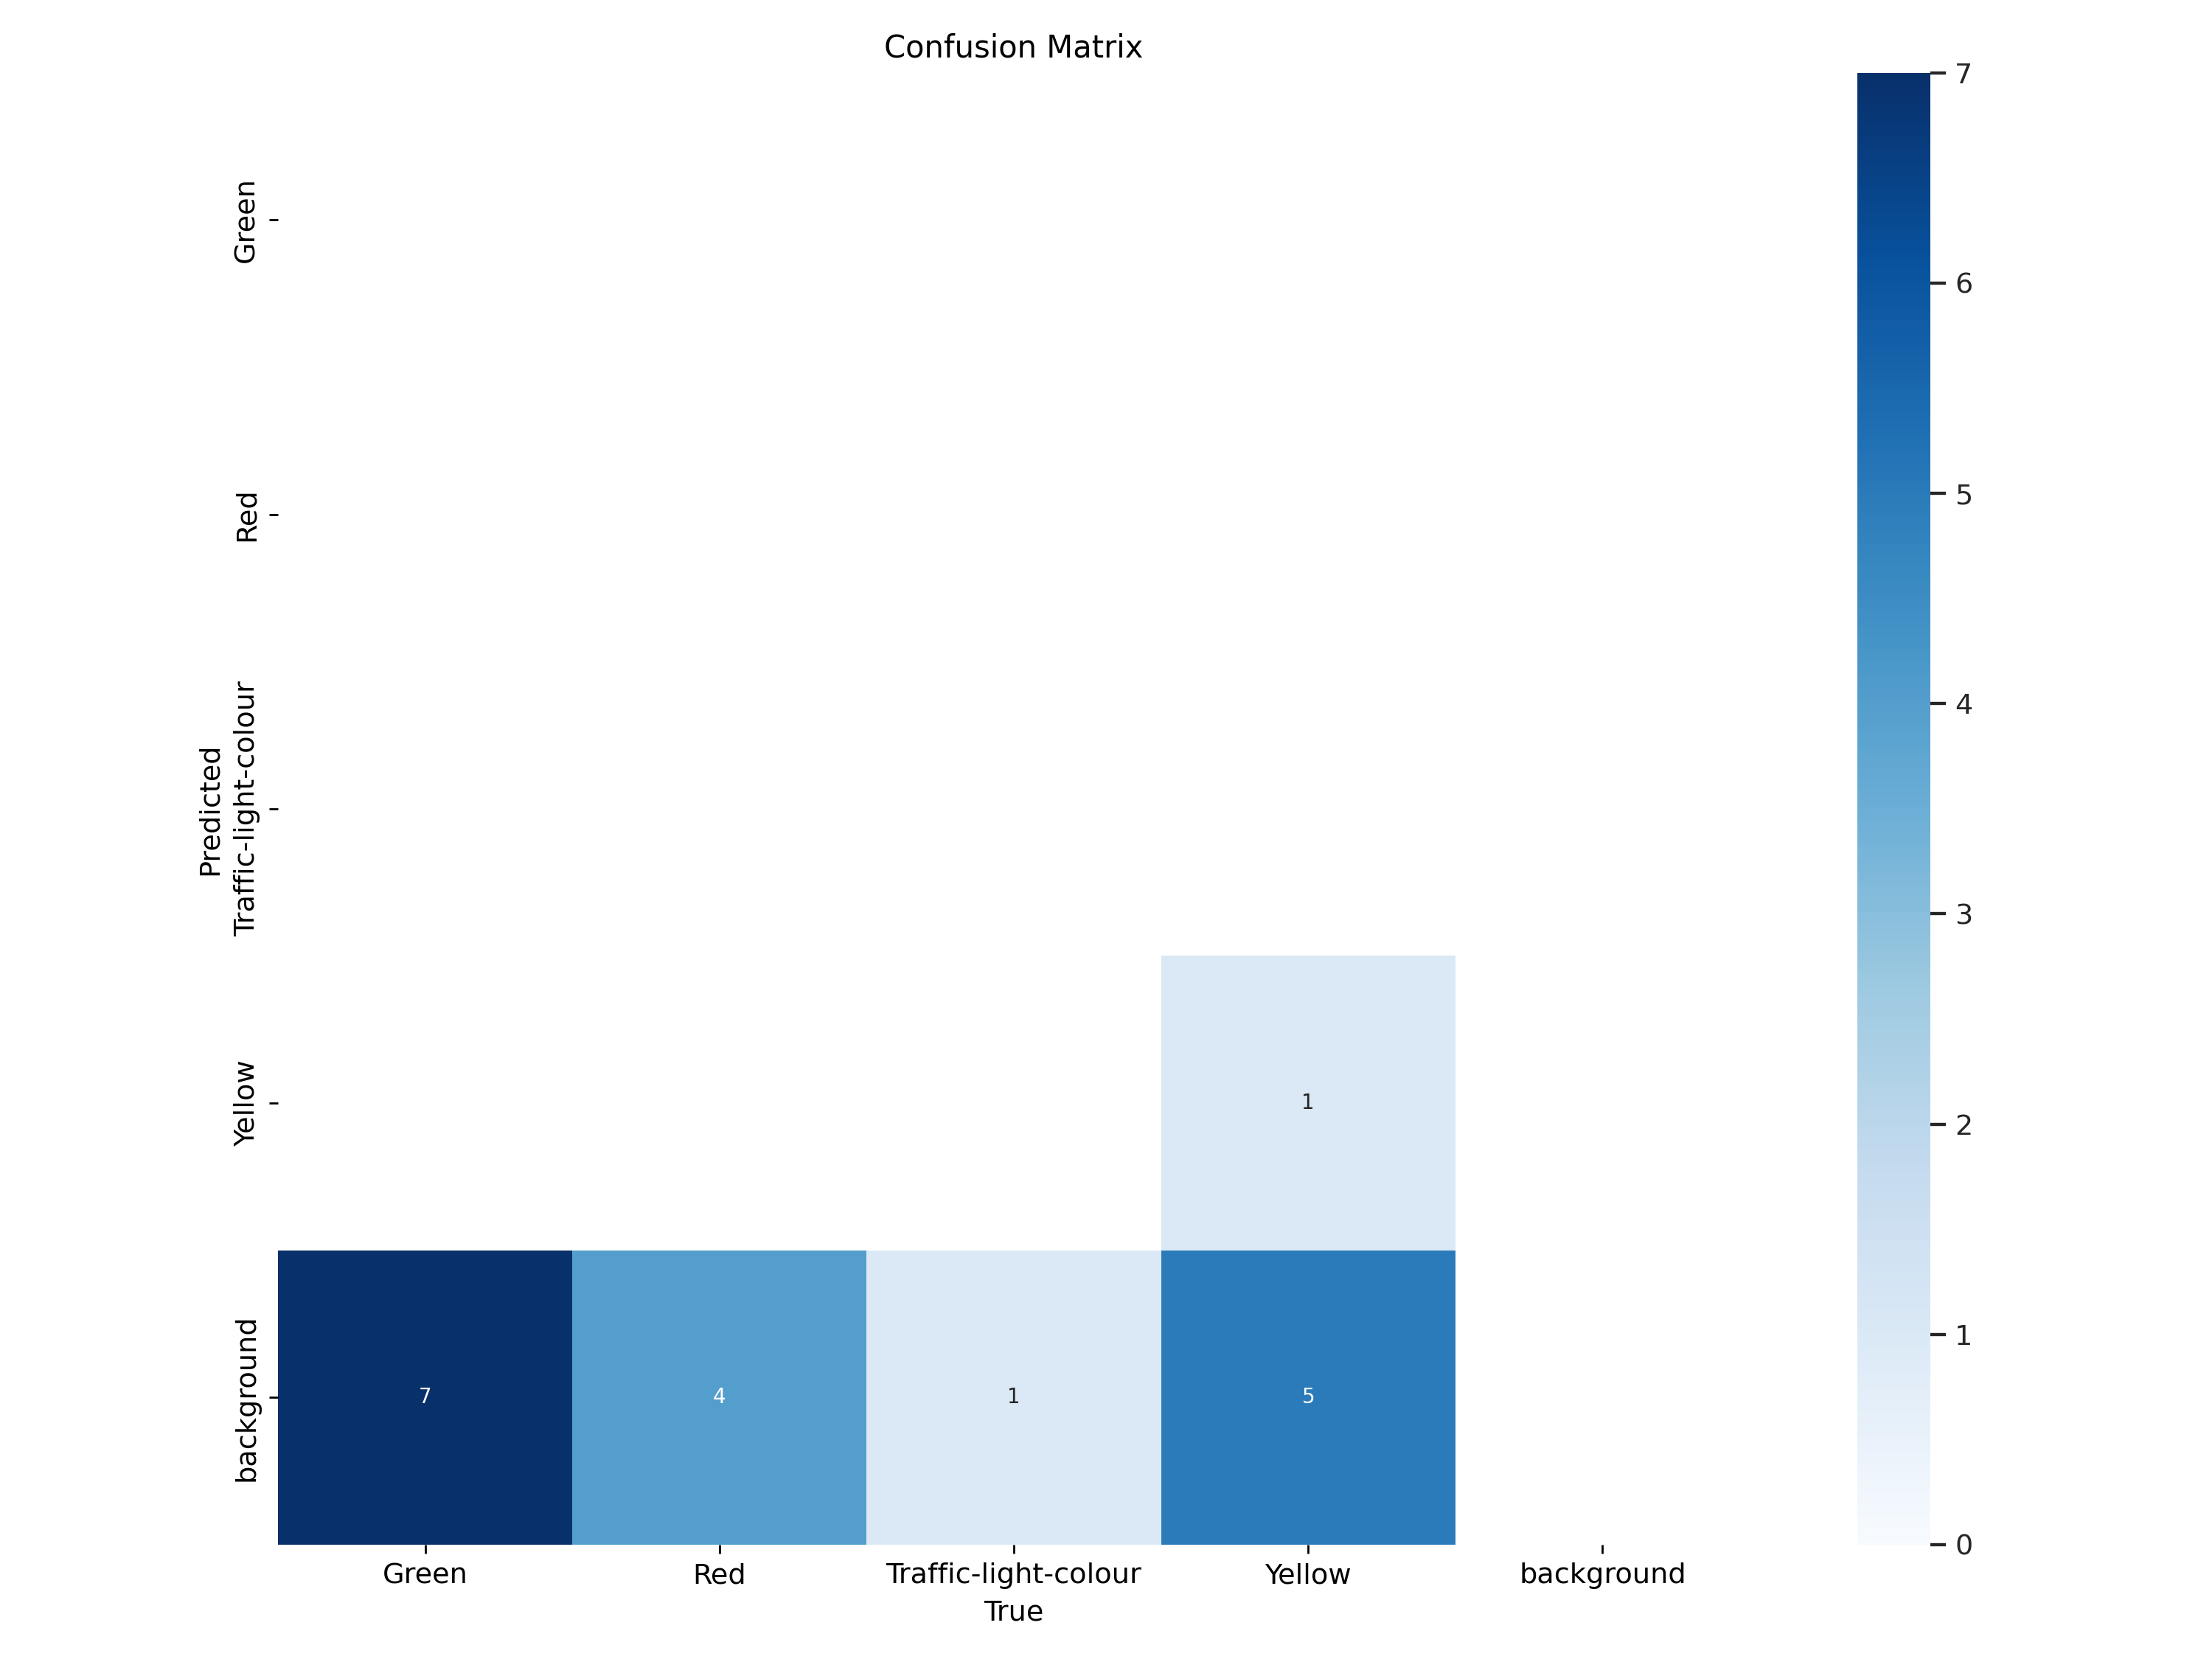 Confusion Matrix
Green
Red
Traffic-light-colour
Yellow
background
Predicted
1
7
4
1
5
Green
Red
Traffic-light-colour
Yellow
background
True
7
6
5
4
3
2
1
0